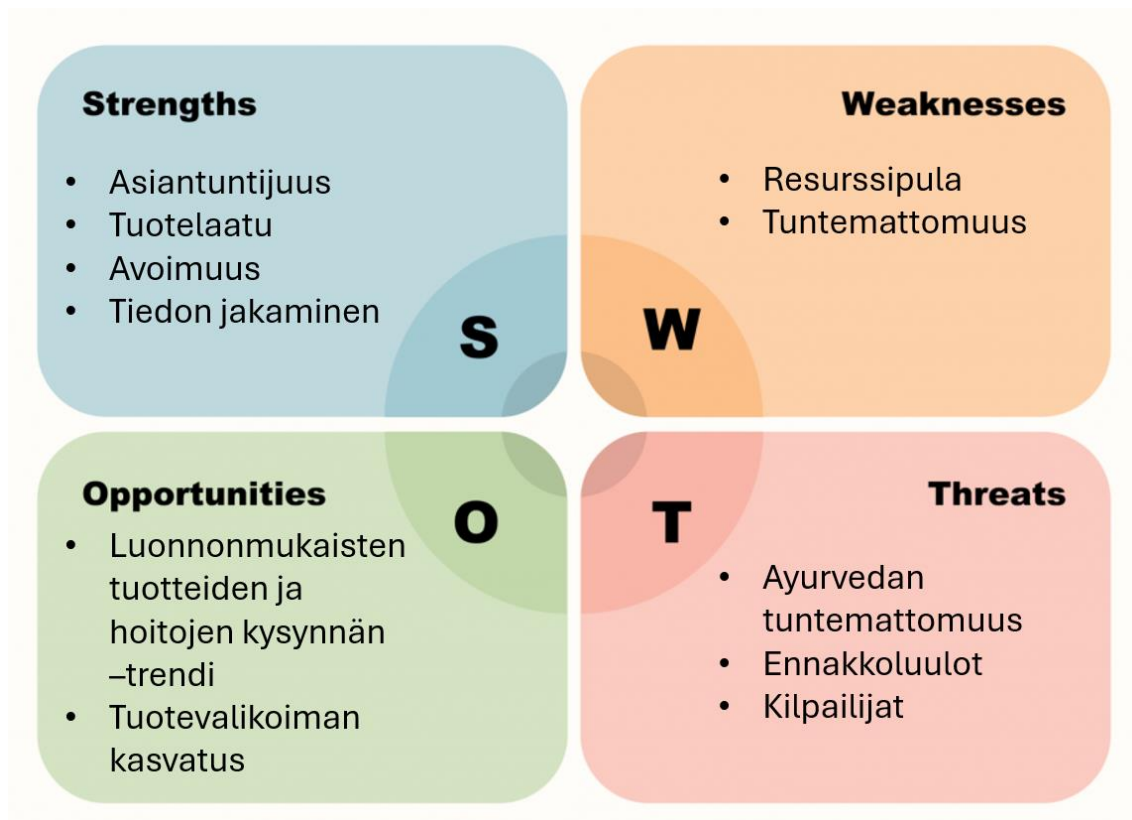 Strengths
• Asiantuntijuus
• Tuotelaatu
• Avoimuus
• Tiedon jakaminen
S
Weaknesses
• Resurssipula
• Tuntemattomuus
W
Opportunities
• Luonnonmukaisten
tuotteiden ja
hoitojen kysynnän
–trendi
• Tuotevalikoiman
kasvatus
O
Threats
• Ayurvedan
tuntemattomuus
• Ennakkoluulot
• Kilpailijat
T